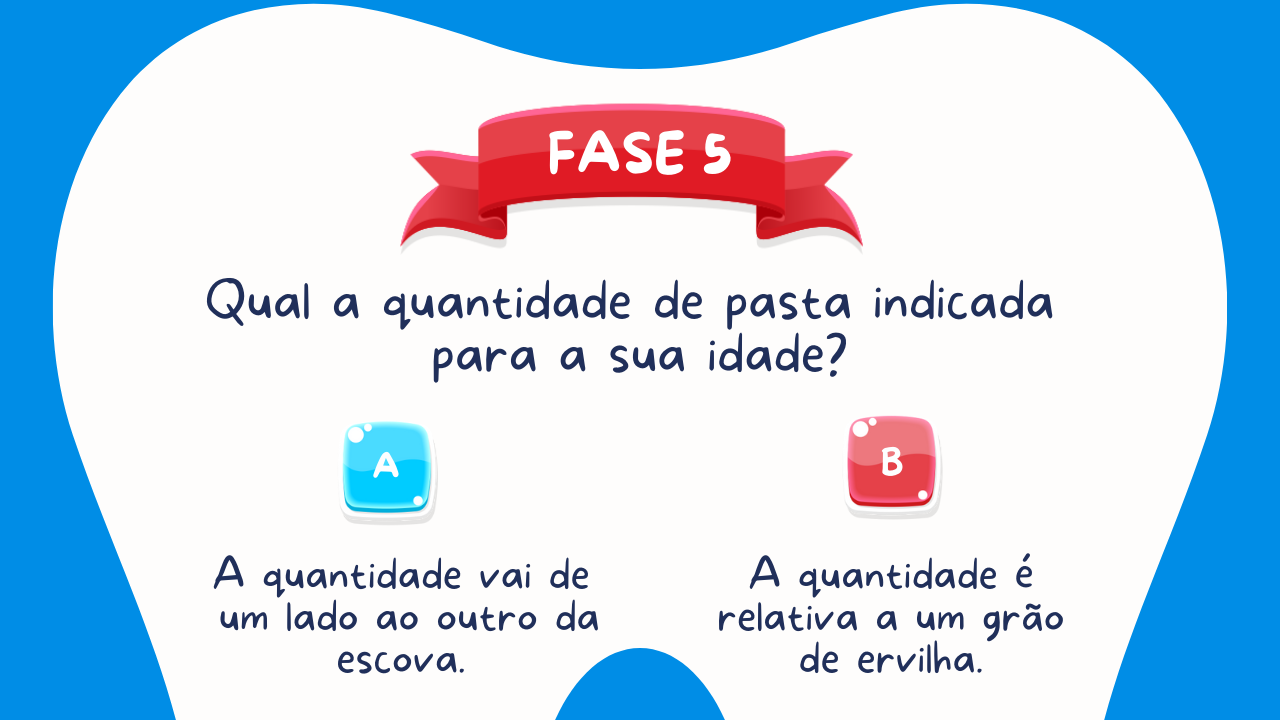 FASE 5
Qual a quantidade de pasta indicada
para a sua idade?
A
B
A quantidade vai de
um lado ao outro da
escova.
A quantidade é
relativa a um grão
de ervilha.